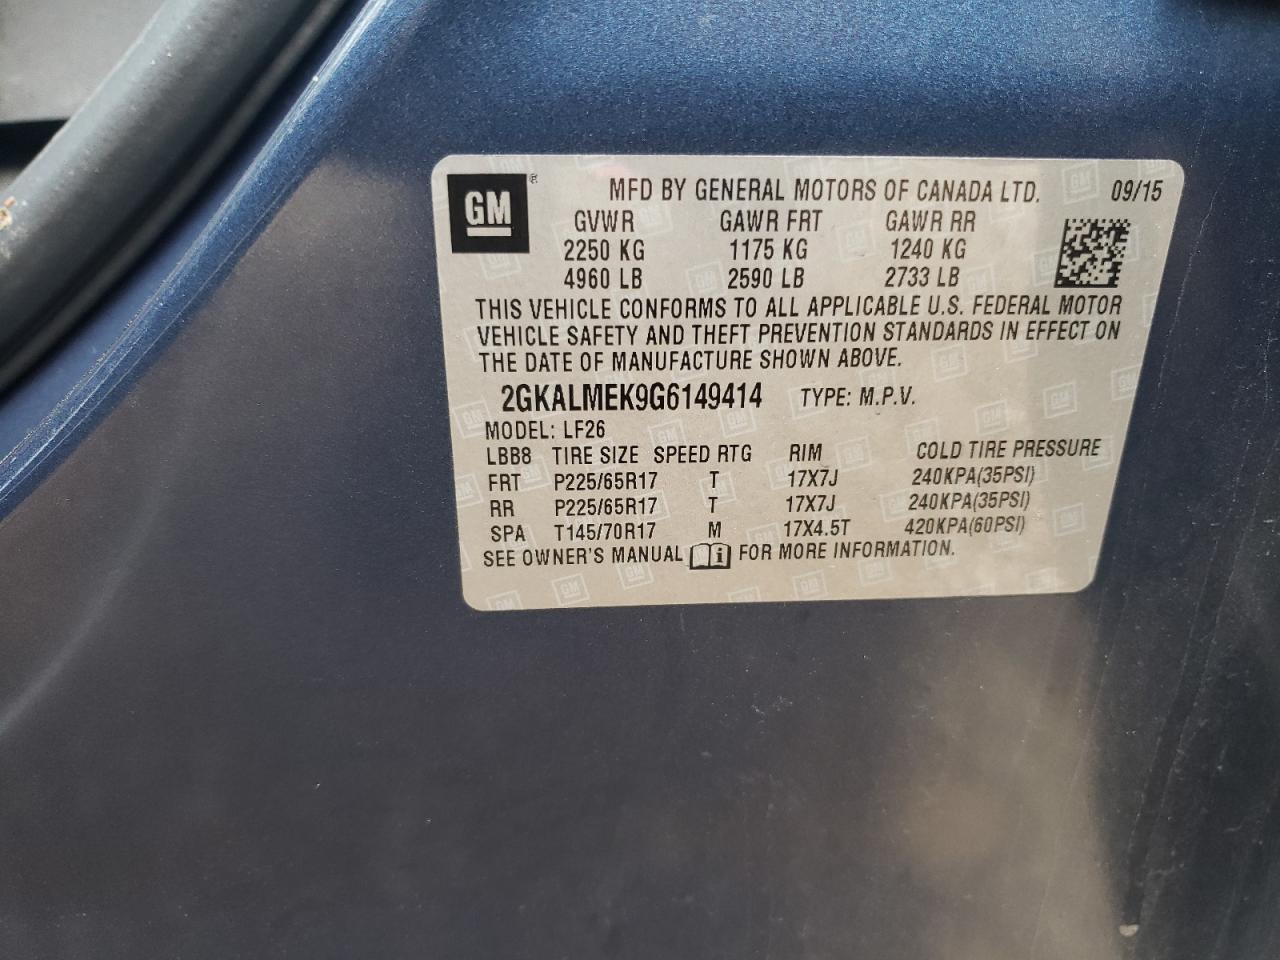 GM ® MFD BY GENERAL MOTORS OF CANADA LTD. 09/15
GVWR GAWR FRT GAWR RR
2250 KG 1175 KG 1240 KG
4960 LB 2590 LB 2733 LB
THIS VEHICLE CONFORMS TO ALL APPLICABLE U.S. FEDERAL MOTOR
VEHICLE SAFETY AND THEFT PREVENTION STANDARDS IN EFFECT ON
THE DATE OF MANUFACTURE SHOWN ABOVE.
2GKALMEK9G6149414 TYPE: M.P.V.
MODEL: LF26
LBB8 TIRE SIZE SPEED RTG RIM COLD TIRE PRESSURE
FRT P225/65R17 T 17X7J 240KPA(35PSI)
RR P225/65R17 T 17X7J 240KPA(35PSI)
SPA T145/70R17 M 17X4.5T 420KPA(60PSI)
SEE OWNER'S MANUAL i FOR MORE INFORMATION.